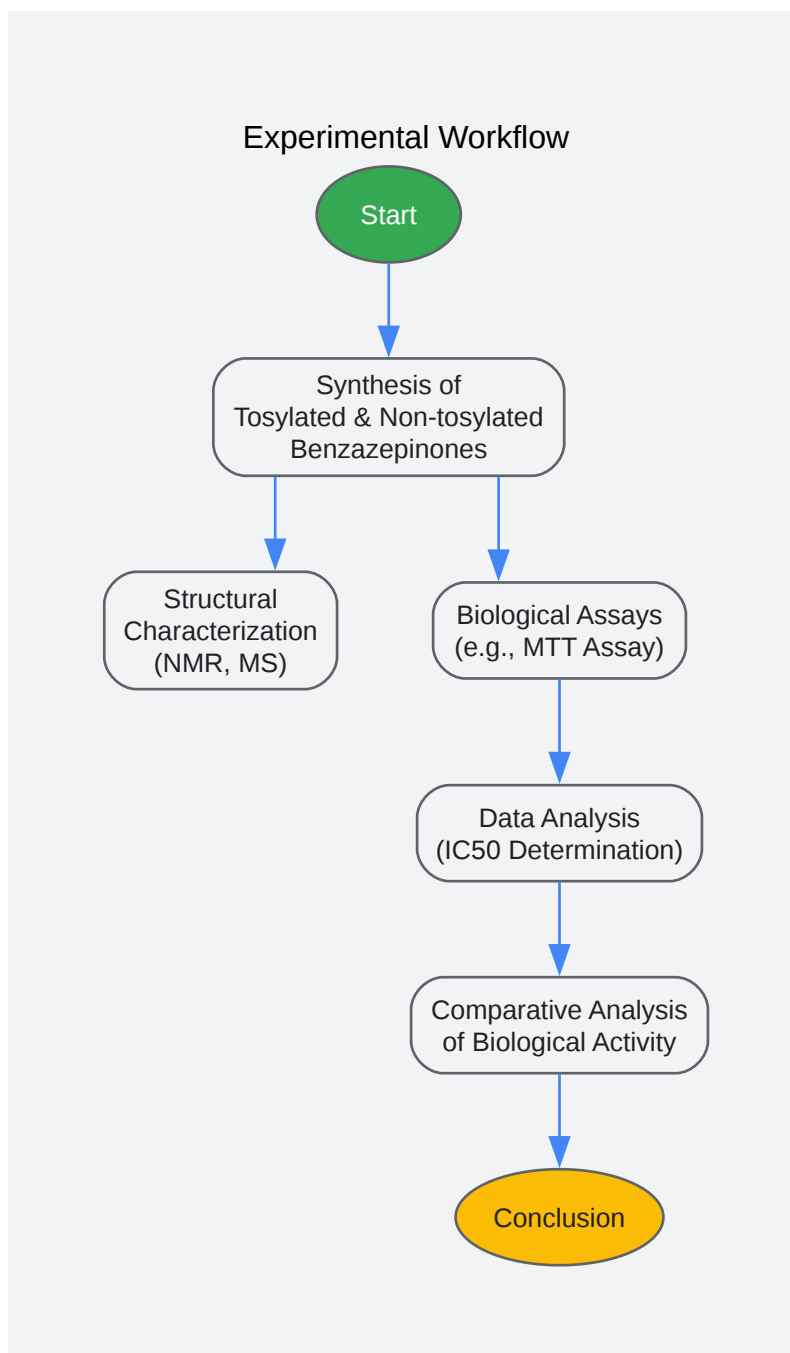 Experimental Workflow
Start
Synthesis of
Tosylated & Non-tosylated
Benzazepinones
Structural
Characterization
(NMR, MS)
Biological Assays
(e.g., MTT Assay)
Data Analysis
(IC50 Determination)
Comparative Analysis
of Biological Activity
Conclusion